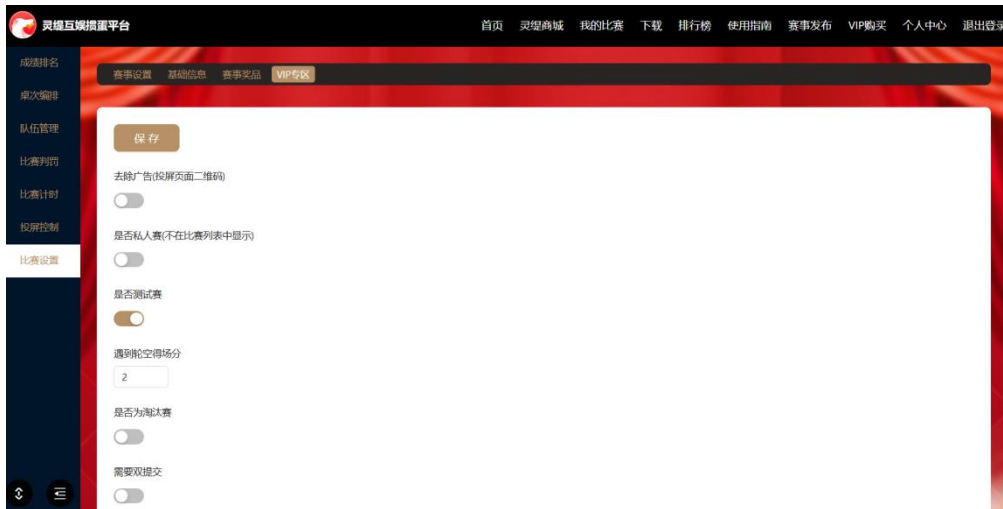 灵缇互娱掼蛋平台
首页 灵缇商城 我的比赛 下载 排行榜 使用指南 赛事发布 VIP购买 个人中心 退出登录
成绩排名
桌次编排
队伍管理
比赛判罚
比赛计时
投屏控制
比赛设置
赛事设置 基础信息 赛事奖品 VIP专区
保存
去除广告(投屏页面二维码)
是否私人赛(不在比赛列表中显示)
是否测试赛
遇到轮空得场分
2
是否为淘汰赛
需要双提交